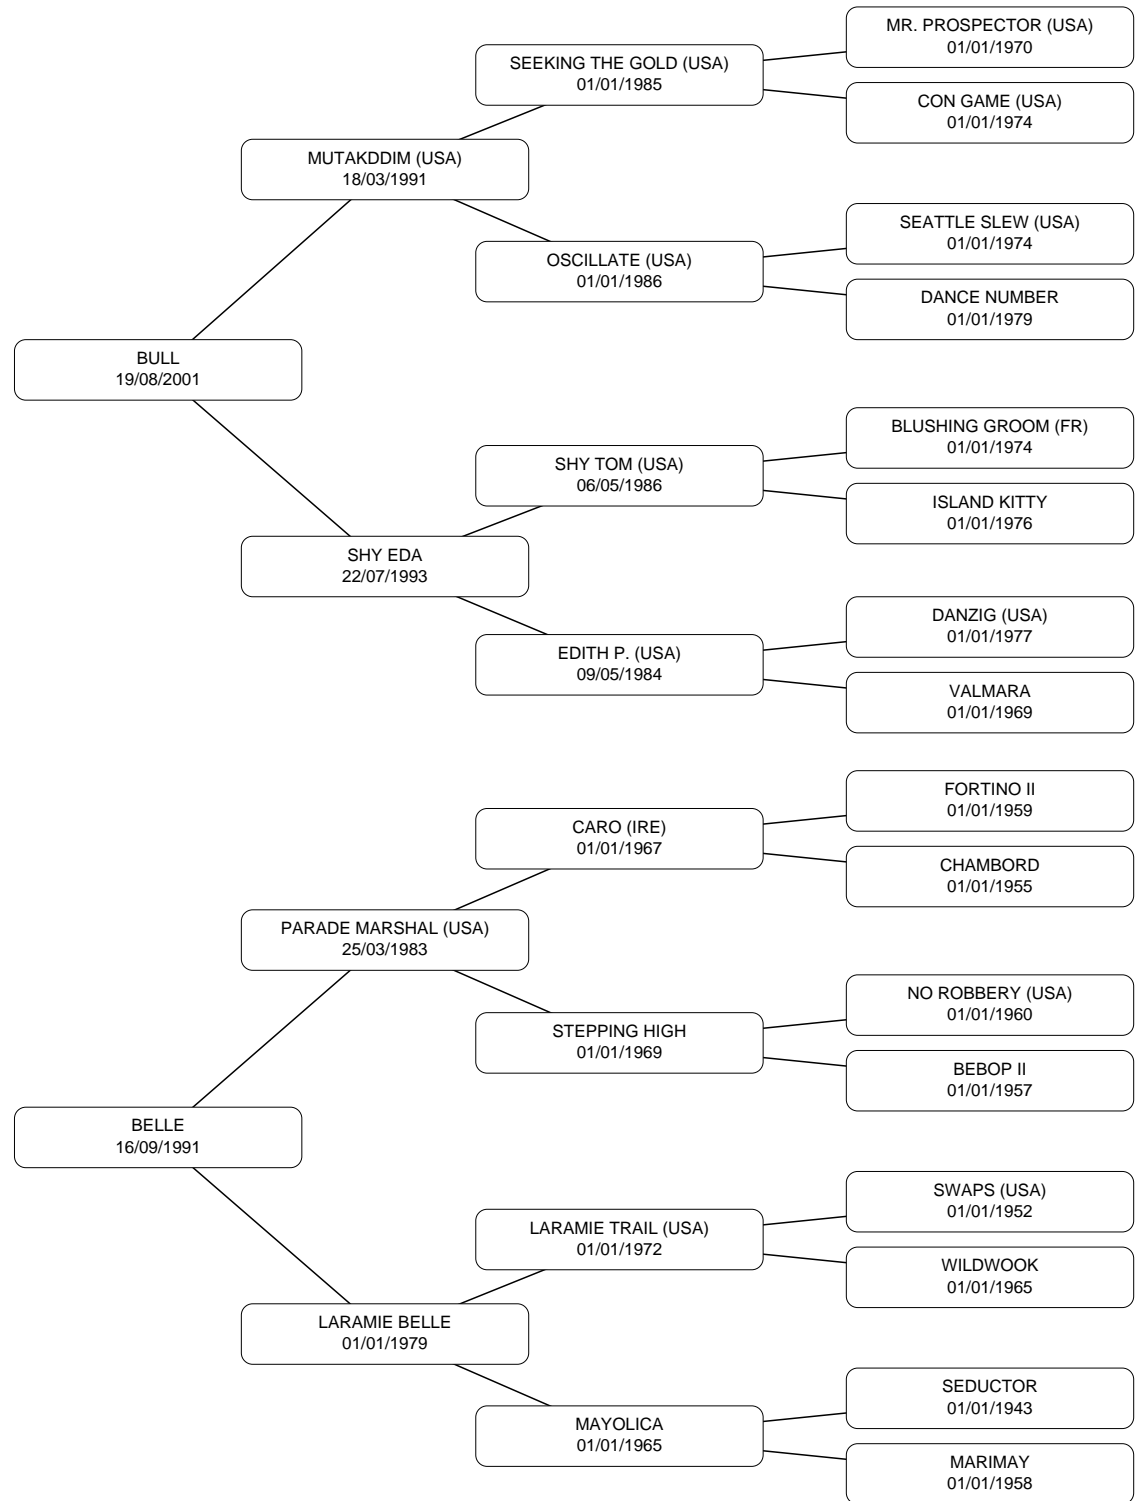 MR. PROSPECTOR (USA)
01/01/1970
SEEKING THE GOLD (USA)
01/01/1985
CON GAME (USA)
01/01/1974
MUTAKDDIM (USA)
18/03/1991
SEATTLE SLEW (USA)
01/01/1974
OSCILLATE (USA)
01/01/1986
DANCE NUMBER
01/01/1979
BULL
19/08/2001
BLUSHING GROOM (FR)
01/01/1974
SHY TOM (USA)
06/05/1986
ISLAND KITTY
01/01/1976
SHY EDA
22/07/1993
DANZIG (USA)
01/01/1977
EDITH P. (USA)
09/05/1984
VALMARA
01/01/1969
FORTINO II
01/01/1959
CARO (IRE)
01/01/1967
CHAMBORD
01/01/1955
PARADE MARSHAL (USA)
25/03/1983
NO ROBBERY (USA)
01/01/1960
STEPPING HIGH
01/01/1969
BEBOP II
01/01/1957
BELLE
16/09/1991
SWAPS (USA)
01/01/1952
LARAMIE TRAIL (USA)
01/01/1972
WILDWOOK
01/01/1965
LARAMIE BELLE
01/01/1979
SEDUCTOR
01/01/1943
MAYOLICA
01/01/1965
MARIMAY
01/01/1958